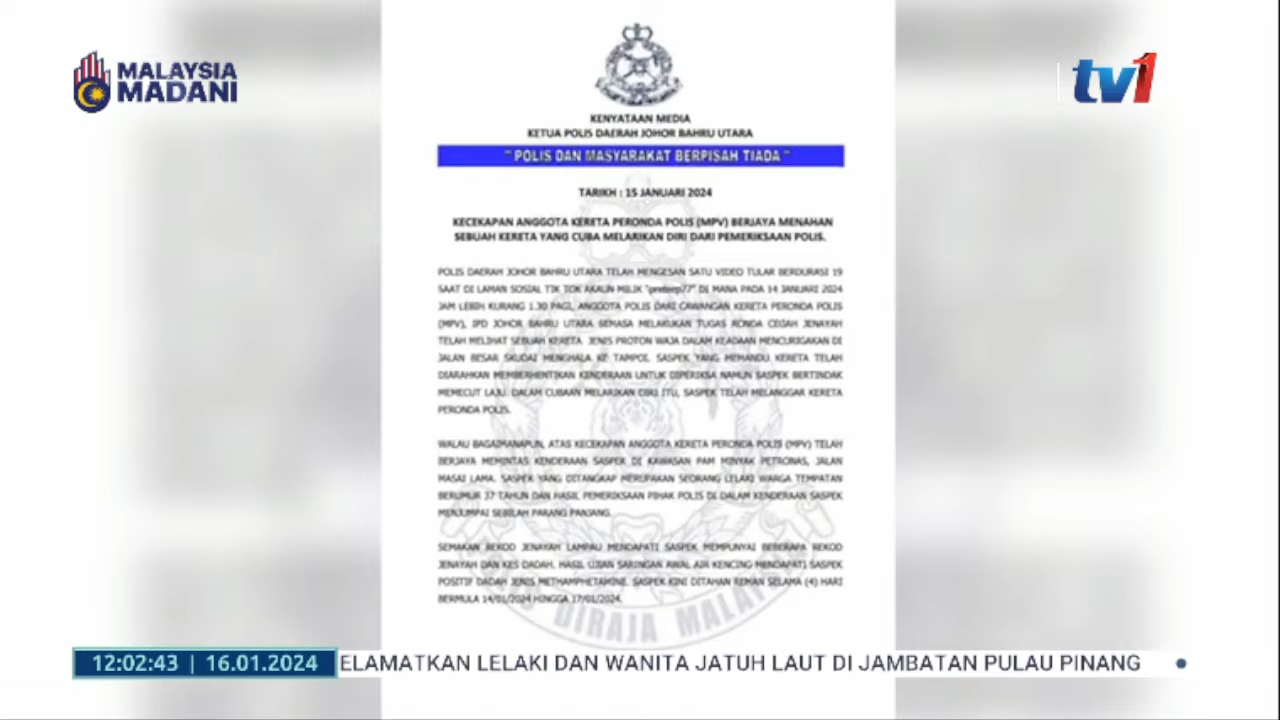 MALAYSIA
MADANI
tv1
KENYATAAN MEDIA
KETUA POLIS DAERAH JOHOR BAHRU UTARA
"POLIS DAN MASYARAKAT BERPISAH TIADA"
TARIKH : 15 JANUARI 2024
KECEKAPAN ANGGOTA KERETA PERONDA POLIS (MPV) BERJAYA MENAHAN
SEBUAH KERETA YANG CUBA MELARIKAN DIRI DARI PEMERIKSAAN POLIS.
POLIS DAERAH JOHOR BAHRU UTARA TELAH MENGESAN SATU VIDEO TULAR BERDURASI 19
SAAT DI LAMAN SOSIAL TIK TOK AKAUN MILIK "preteep77" DI MANA PADA 14 JANUARI 2024
JAM LEBIH KURANG 1.30 PAGI, ANGGOTA POLIS DARI CAWANGAN KERETA PERONDA POLIS
(MPV), IPD JOHOR BAHRU UTARA SEMASA MELAKUKAN TUGAS RONDA CEGAH JENAYAH
TELAH MELIHAT SEBUAH KERETA JENIS PROTON WAJA DALAM KEADAAN MENCURIGAKAN DI
JALAN BESAR SKUDAI MENGHALA KE TAMPOI. SASPEK YANG MEMANDU KERETA TELAH
DIARAHKAN MEMBERHENTIKAN KENDERAAN UNTUK DIPERIKSA NAMUN SASPEK BERTINDAK
MEMECUT LAJU. DALAM CUBAAN MELARIKAN DIRI ITU, SASPEK TELAH MELANGGAR KERETA
PERONDA POLIS.
WALAU BAGAIMANAPUN, ATAS KECEKAPAN ANGGOTA KERETA PERONDA POLIS (MPV) TELAH
BERJAYA MEMINTAS KENDERAAN SASPEK DI KAWASAN PAM MINYAK PETRONAS, JALAN
MASAI LAMA. SASPEK YANG DITANGKAP MERUPAKAN SEORANG LELAKI WARGA TEMPATAN
BERUMUR 37 TAHUN DAN HASIL PEMERIKSAAN PIHAK POLIS DI DALAM KENDERAAN SASPEK
MENJUMPAI SEBILAH PARANG PANJANG.
SEMAKAN REKOD JENAYAH LAMPAU MENDAPATI SASPEK MEMPUNYAI BEBERAPA REKOD
JENAYAH DAN KES DADAH. HASIL UJIAN SARINGAN AWAL AIR KENCING MENDAPATI SASPEK
POSITIF DADAH JENIS METHAMPHETAMINE. SASPEK KINI DITAHAN REMAN SELAMA (4) HARI
BERMULA 14/01/2024 HINGGA 17/01/2024.
DIRAJA MALAYSIA
12:02:43 | 16.01.2024 ELAMATKAN LELAKI DAN WANITA JATUH LAUT DI JAMBATAN PULAU PINANG